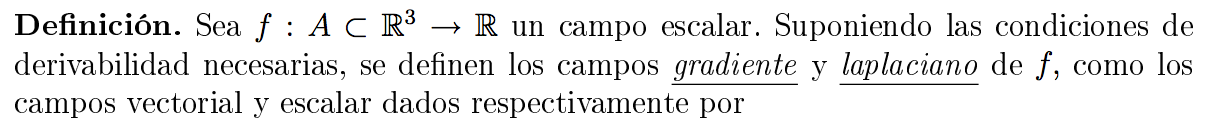 Definición. Sea f : A ⊂ ℝ³ → ℝ un campo escalar. Suponiendo las condiciones de
derivabilidad necesarias, se definen los campos gradiente y laplaciano de f, como los
campos vectorial y escalar dados respectivamente por